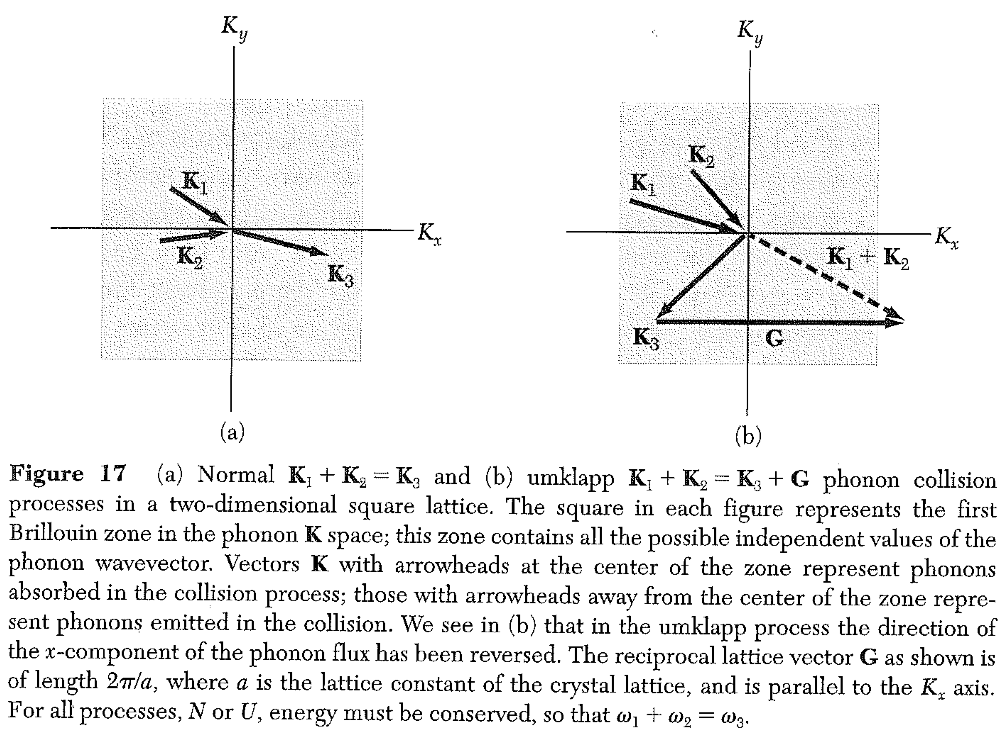 K_y
K_x
K_1
K_2
K_3
(a)
K_y
K_x
K_2
K_1
K_1 + K_2
K_3
G
(b)
Figure 17 (a) Normal K_1 + K_2 = K_3 and (b) umklapp K_1 + K_2 = K_3 + G phonon collision
processes in a two-dimensional square lattice. The square in each figure represents the first
Brillouin zone in the phonon K space; this zone contains all the possible independent values of the
phonon wavevector. Vectors K with arrowheads at the center of the zone represent phonons
absorbed in the collision process; those with arrowheads away from the center of the zone repre-
sent phonons emitted in the collision. We see in (b) that in the umklapp process the direction of
the x-component of the phonon flux has been reversed. The reciprocal lattice vector G as shown is
of length 2π/a, where a is the lattice constant of the crystal lattice, and is parallel to the K_x axis.
For all processes, N or U, energy must be conserved, so that ω_1 + ω_2 = ω_3.